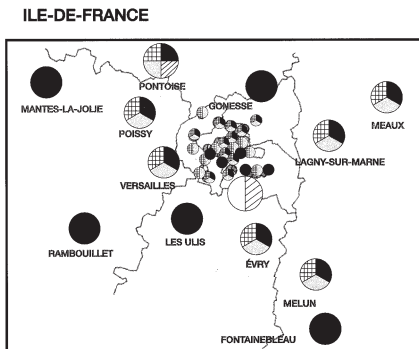 ILE-DE-FRANCE
PONTOISE
MANTES-LA-JOLIE
GONESSE
MEAUX
POISSY
LAGNY-SUR-MARNE
VERSAILLES
LES ULIS
RAMBOUILLET
ÉVRY
MELUN
FONTAINEBLEAU